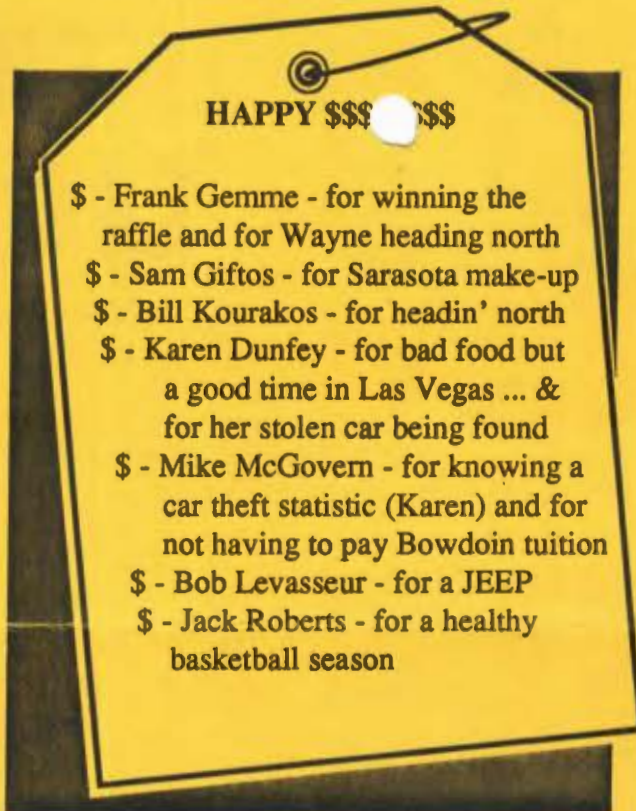 HAPPY $$$ $$$
$ - Frank Gemme - for winning the
raffle and for Wayne heading north
$ - Sam Giftos - for Sarasota make-up
$ - Bill Kourakos - for headin' north
$ - Karen Dunfey - for bad food but
a good time in Las Vegas ... &
for her stolen car being found
$ - Mike McGovern - for knowing a
car theft statistic (Karen) and for
not having to pay Bowdoin tuition
$ - Bob Levasseur - for a JEEP
$ - Jack Roberts - for a healthy
basketball season